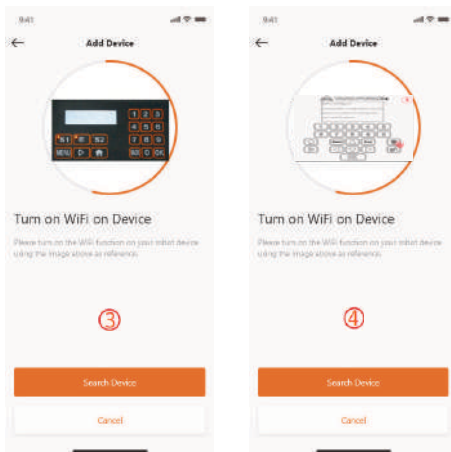 9:41
Add Device
1 2 3
4 5 6
S1 S2 7 8 9
MENU 0 OK
Turn on WiFi on Device
Please turn on the WiFi function on your robot device
using the image above as reference.
③
Search Device
Cancel
9:41
Add Device
Turn on WiFi on Device
Please turn on the WiFi function on your robot device
using the image above as reference.
④
Search Device
Cancel